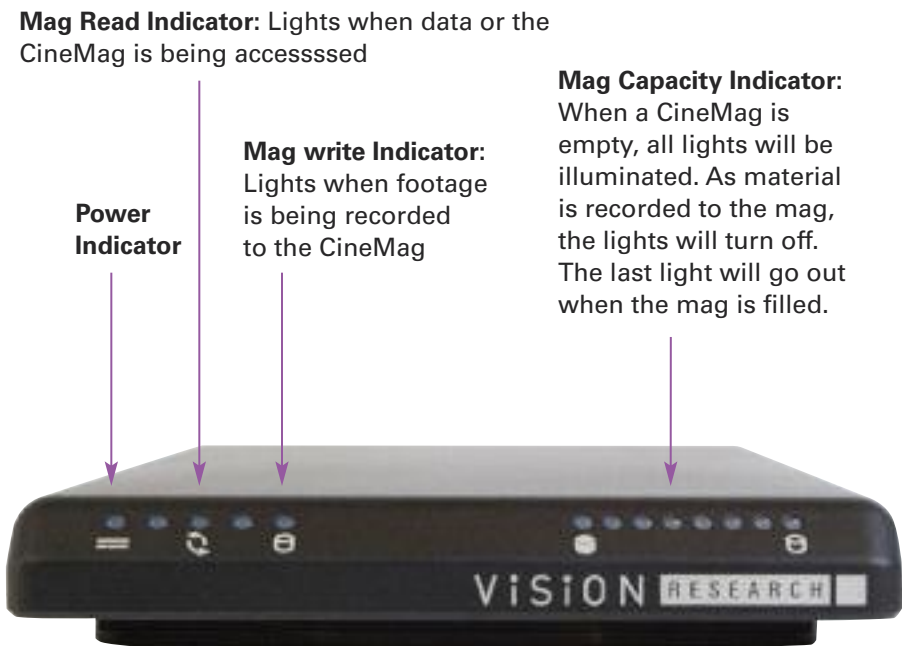 Mag Read Indicator: Lights when data or the
CineMag is being accesssssed
Mag Capacity Indicator:
When a CineMag is
empty, all lights will be
illuminated. As material
is recorded to the mag,
the lights will turn off.
The last light will go out
when the mag is filled.
Mag write Indicator:
Lights when footage
is being recorded
to the CineMag
Power
Indicator
ViSiON RESEARCH